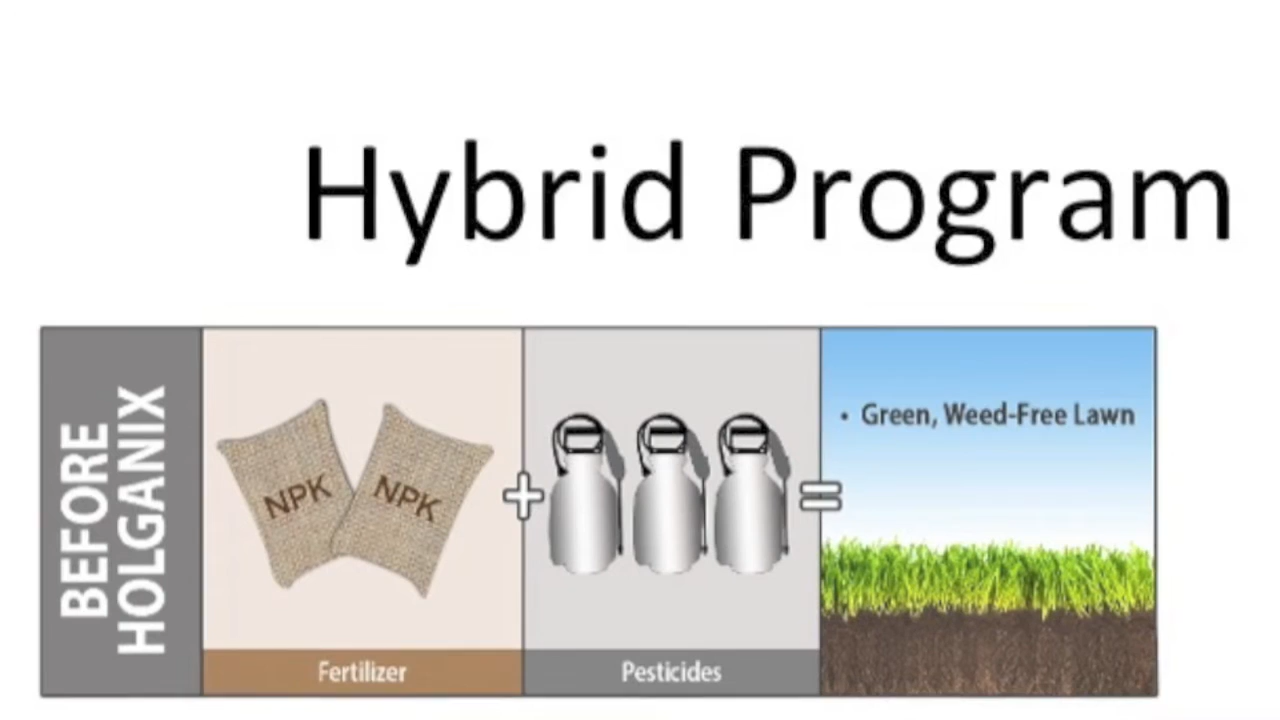 Hybrid Program
BEFORE
HOLGANIX
NPK
NPK
Fertilizer
+
Pesticides
=
• Green, Weed-Free Lawn